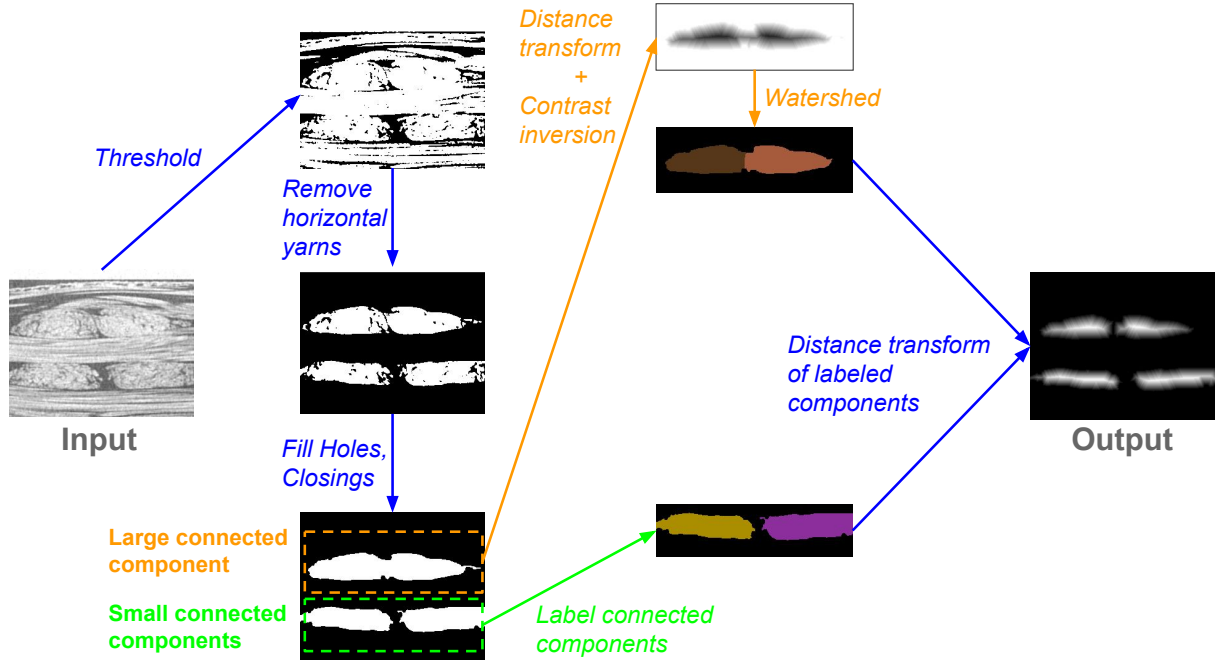 Threshold
Input
Remove
horizontal
yarns
Fill Holes,
Closings
Large connected
component
Small connected
components
Distance
transform
+
Contrast
inversion
Watershed
Label connected
components
Distance transform
of labeled
components
Output